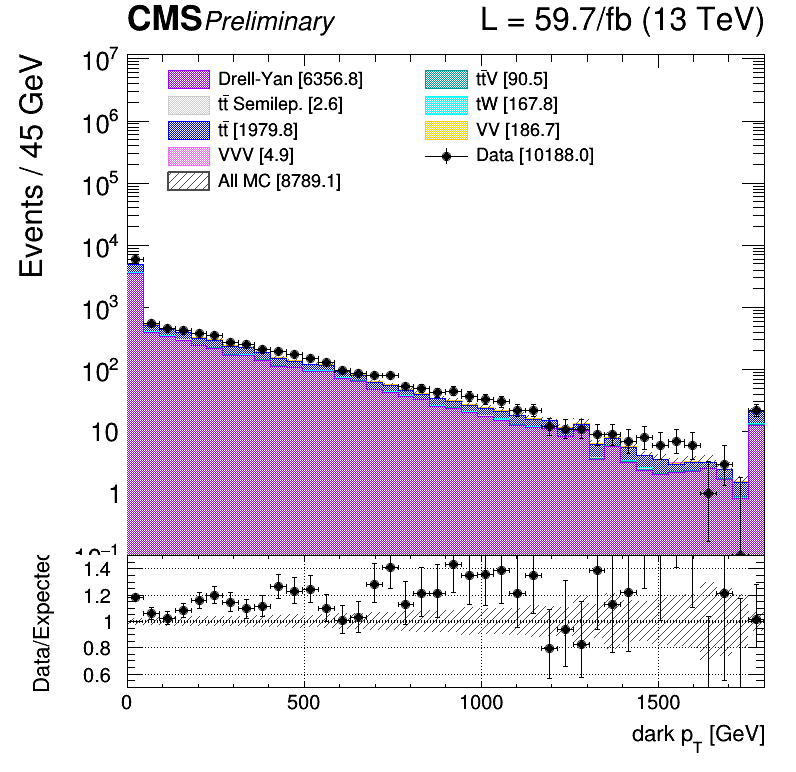 CMS Preliminary L = 59.7/fb (13 TeV)
Events / 45 GeV
10⁷
10⁶
10⁵
10⁴
10³
10²
10
1
10⁻¹
Drell-Yan [6356.8]
tt̄ Semilep. [2.6]
tt̄ [1979.8]
VVV [4.9]
All MC [8789.1]
tt̄V [90.5]
tW [167.8]
VV [186.7]
Data [10188.0]
Data/Expected
1.4
1.2
1
0.8
0.6
0 500 1000 1500
dark p_T [GeV]